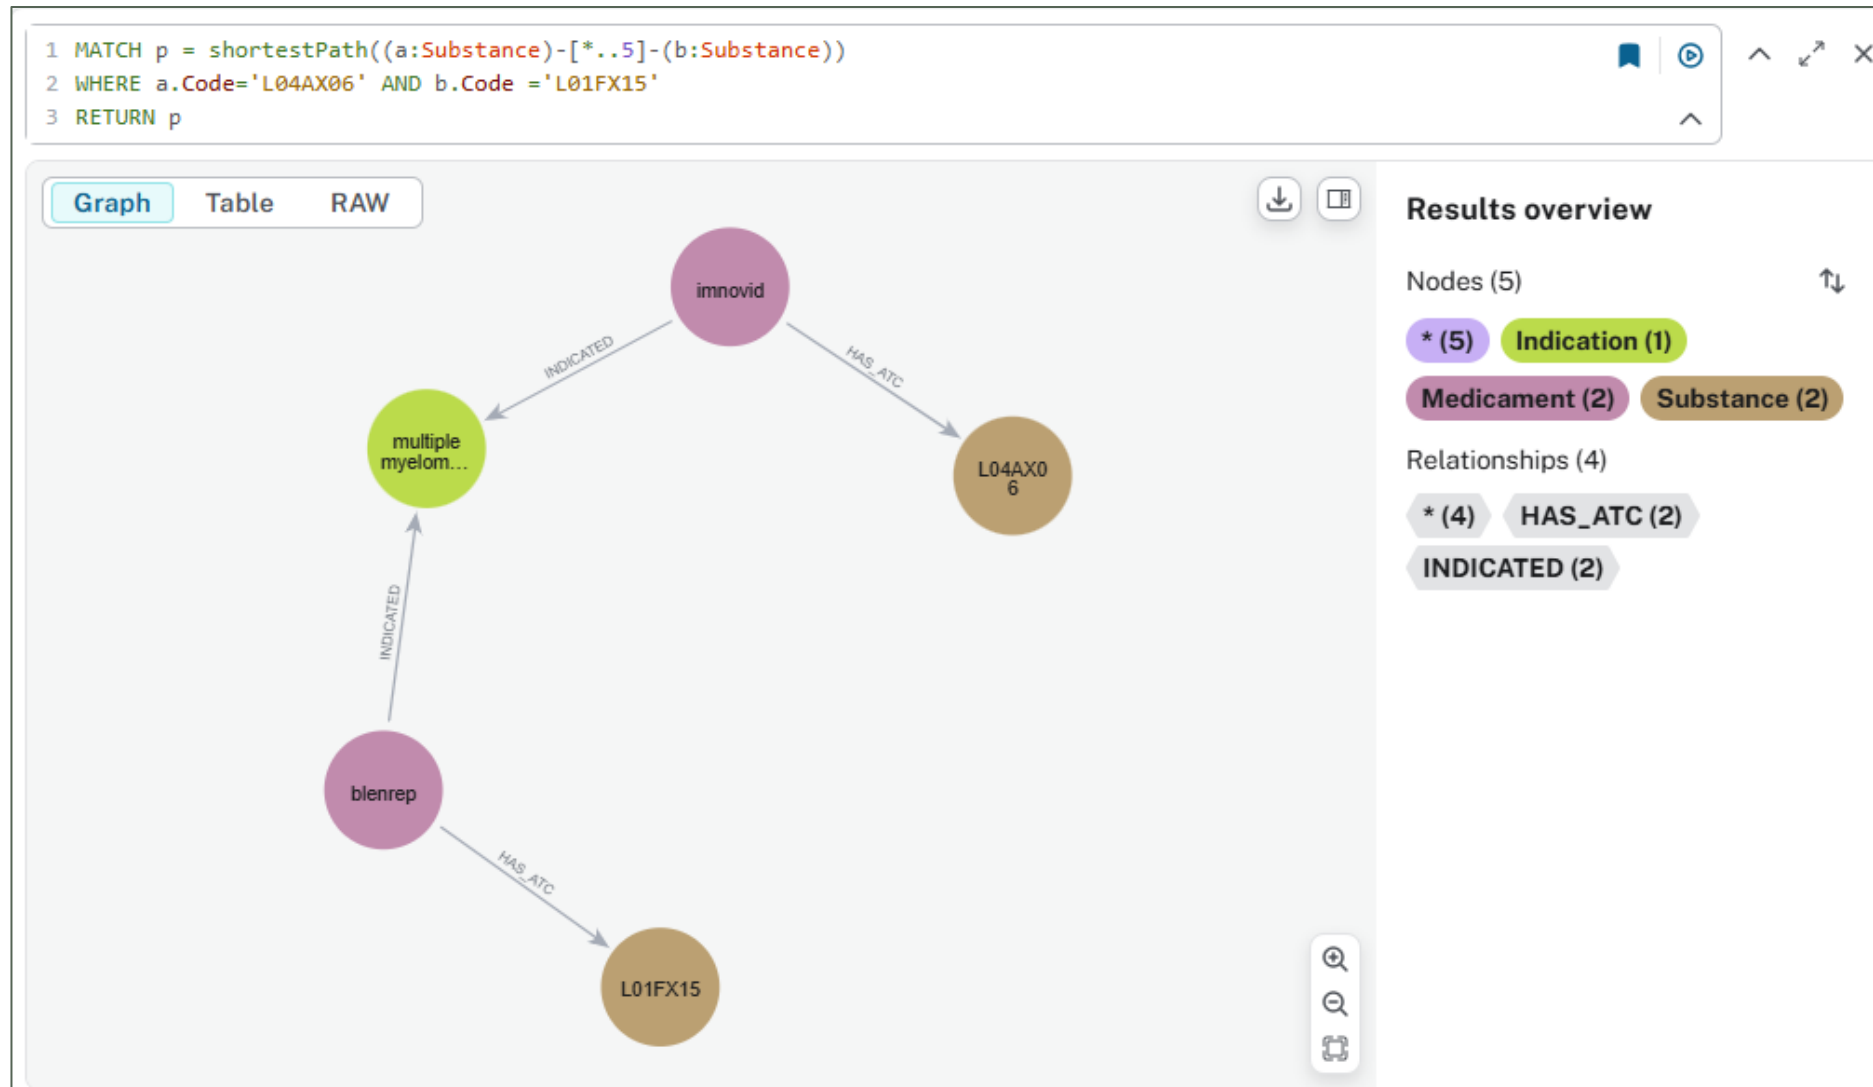 1 MATCH p = shortestPath((a:Substance)-[*..5]-(b:Substance))
2 WHERE a.Code='L04AX06' AND b.Code ='L01FX15'
3 RETURN p
Graph Table RAW
Results overview
Nodes (5)
* (5) Indication (1)
Medicament (2) Substance (2)
Relationships (4)
* (4) HAS_ATC (2)
INDICATED (2)
imnovid
INDICATED
HAS_ATC
multiple
myelom...
L04AX0
6
INDICATED
blenrep
HAS_ATC
L01FX15